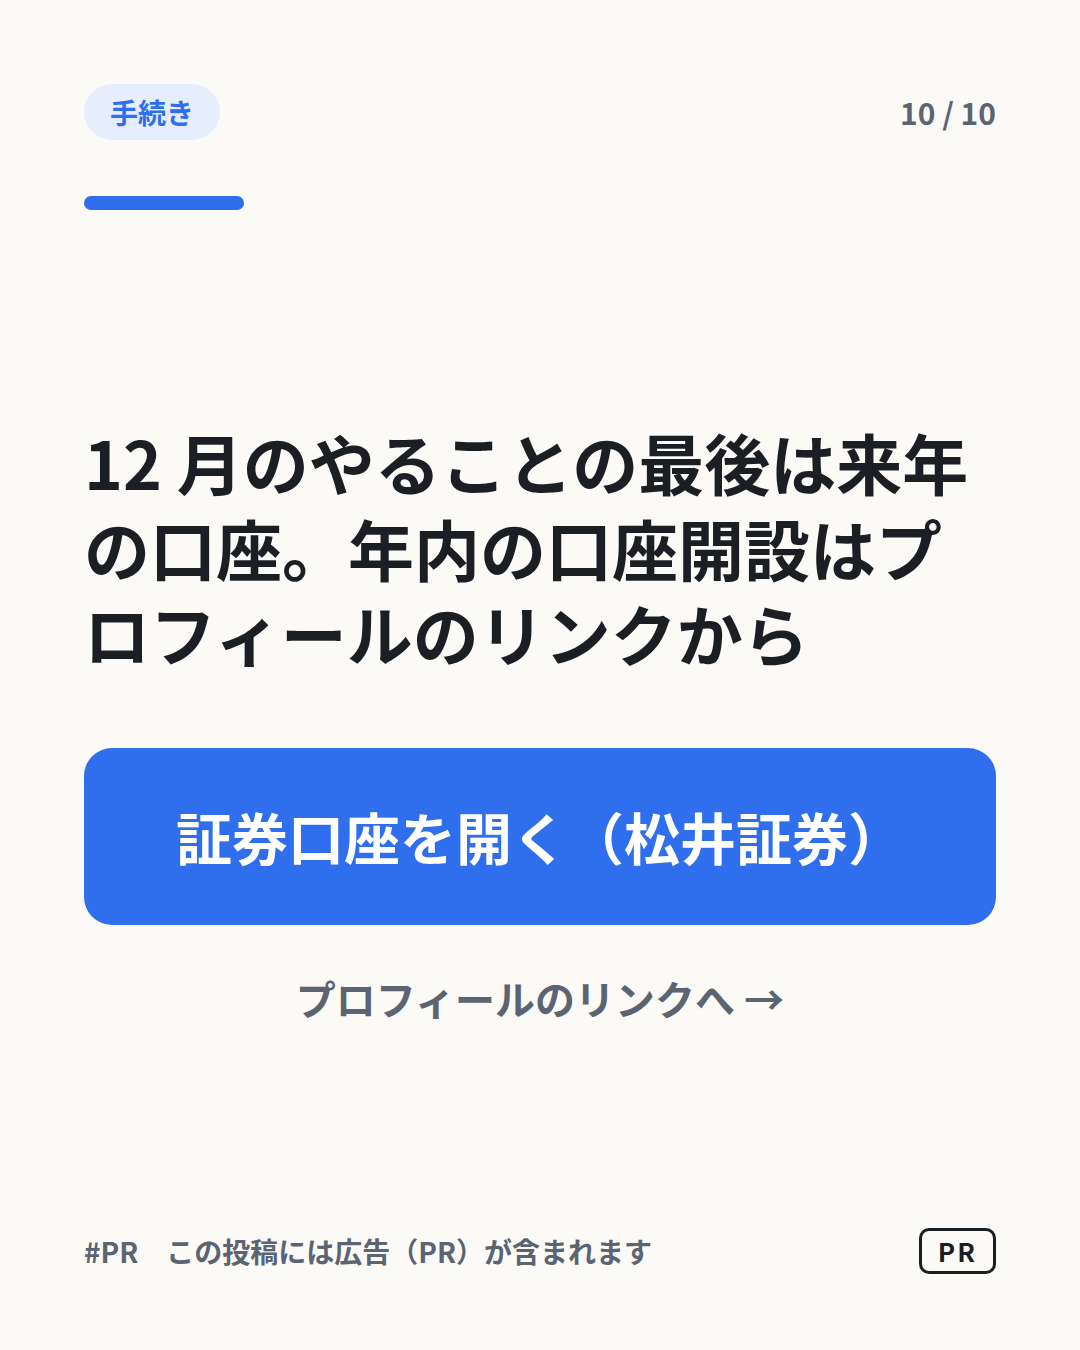 手続き
10 / 10
12 月のやることの最後は来年
の口座。年内の口座開設はプ
ロフィールのリンクから
証券口座を開く（松井証券）
プロフィールのリンクへ →
#PR　この投稿には広告（PR）が含まれます
PR